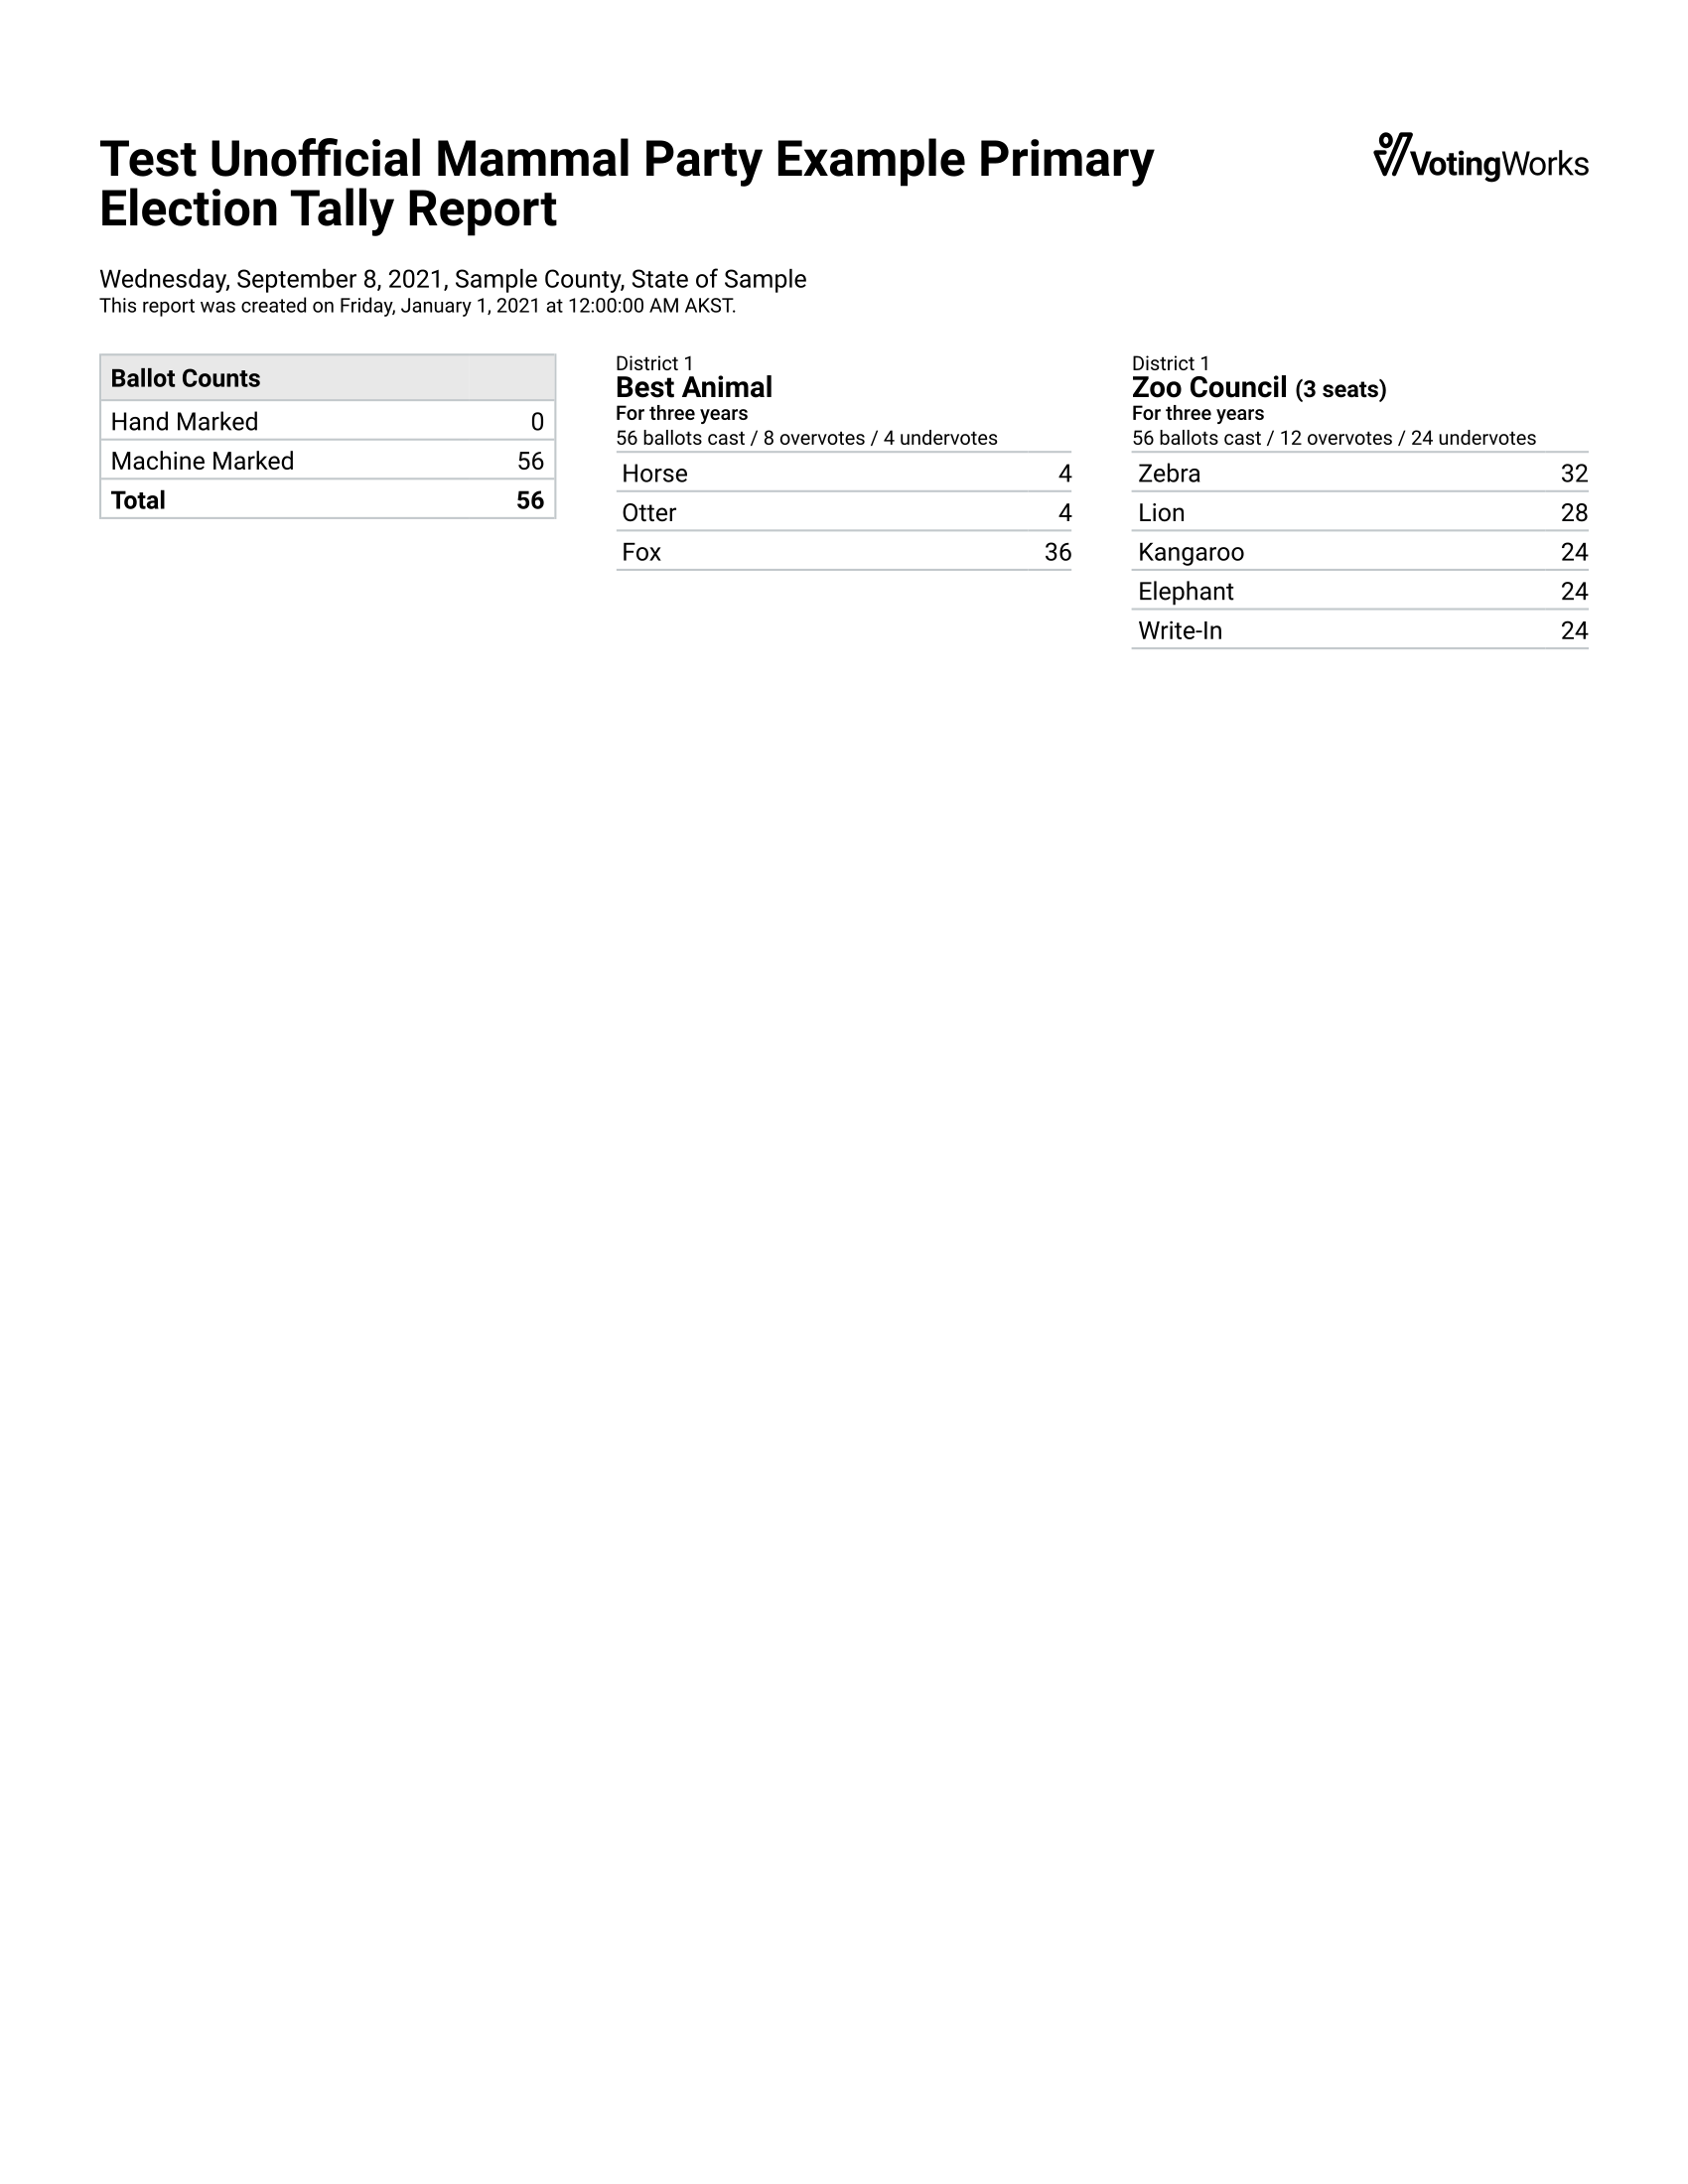 Test Unofficial Mammal Party Example Primary
Election Tally Report
VotingWorks
Wednesday, September 8, 2021, Sample County, State of Sample
This report was created on Friday, January 1, 2021 at 12:00:00 AM AKST.
Ballot Counts
Hand Marked 0
Machine Marked 56
Total 56
District 1
Best Animal
For three years
56 ballots cast / 8 overvotes / 4 undervotes
Horse 4
Otter 4
Fox 36
District 1
Zoo Council (3 seats)
For three years
56 ballots cast / 12 overvotes / 24 undervotes
Zebra 32
Lion 28
Kangaroo 24
Elephant 24
Write-In 24